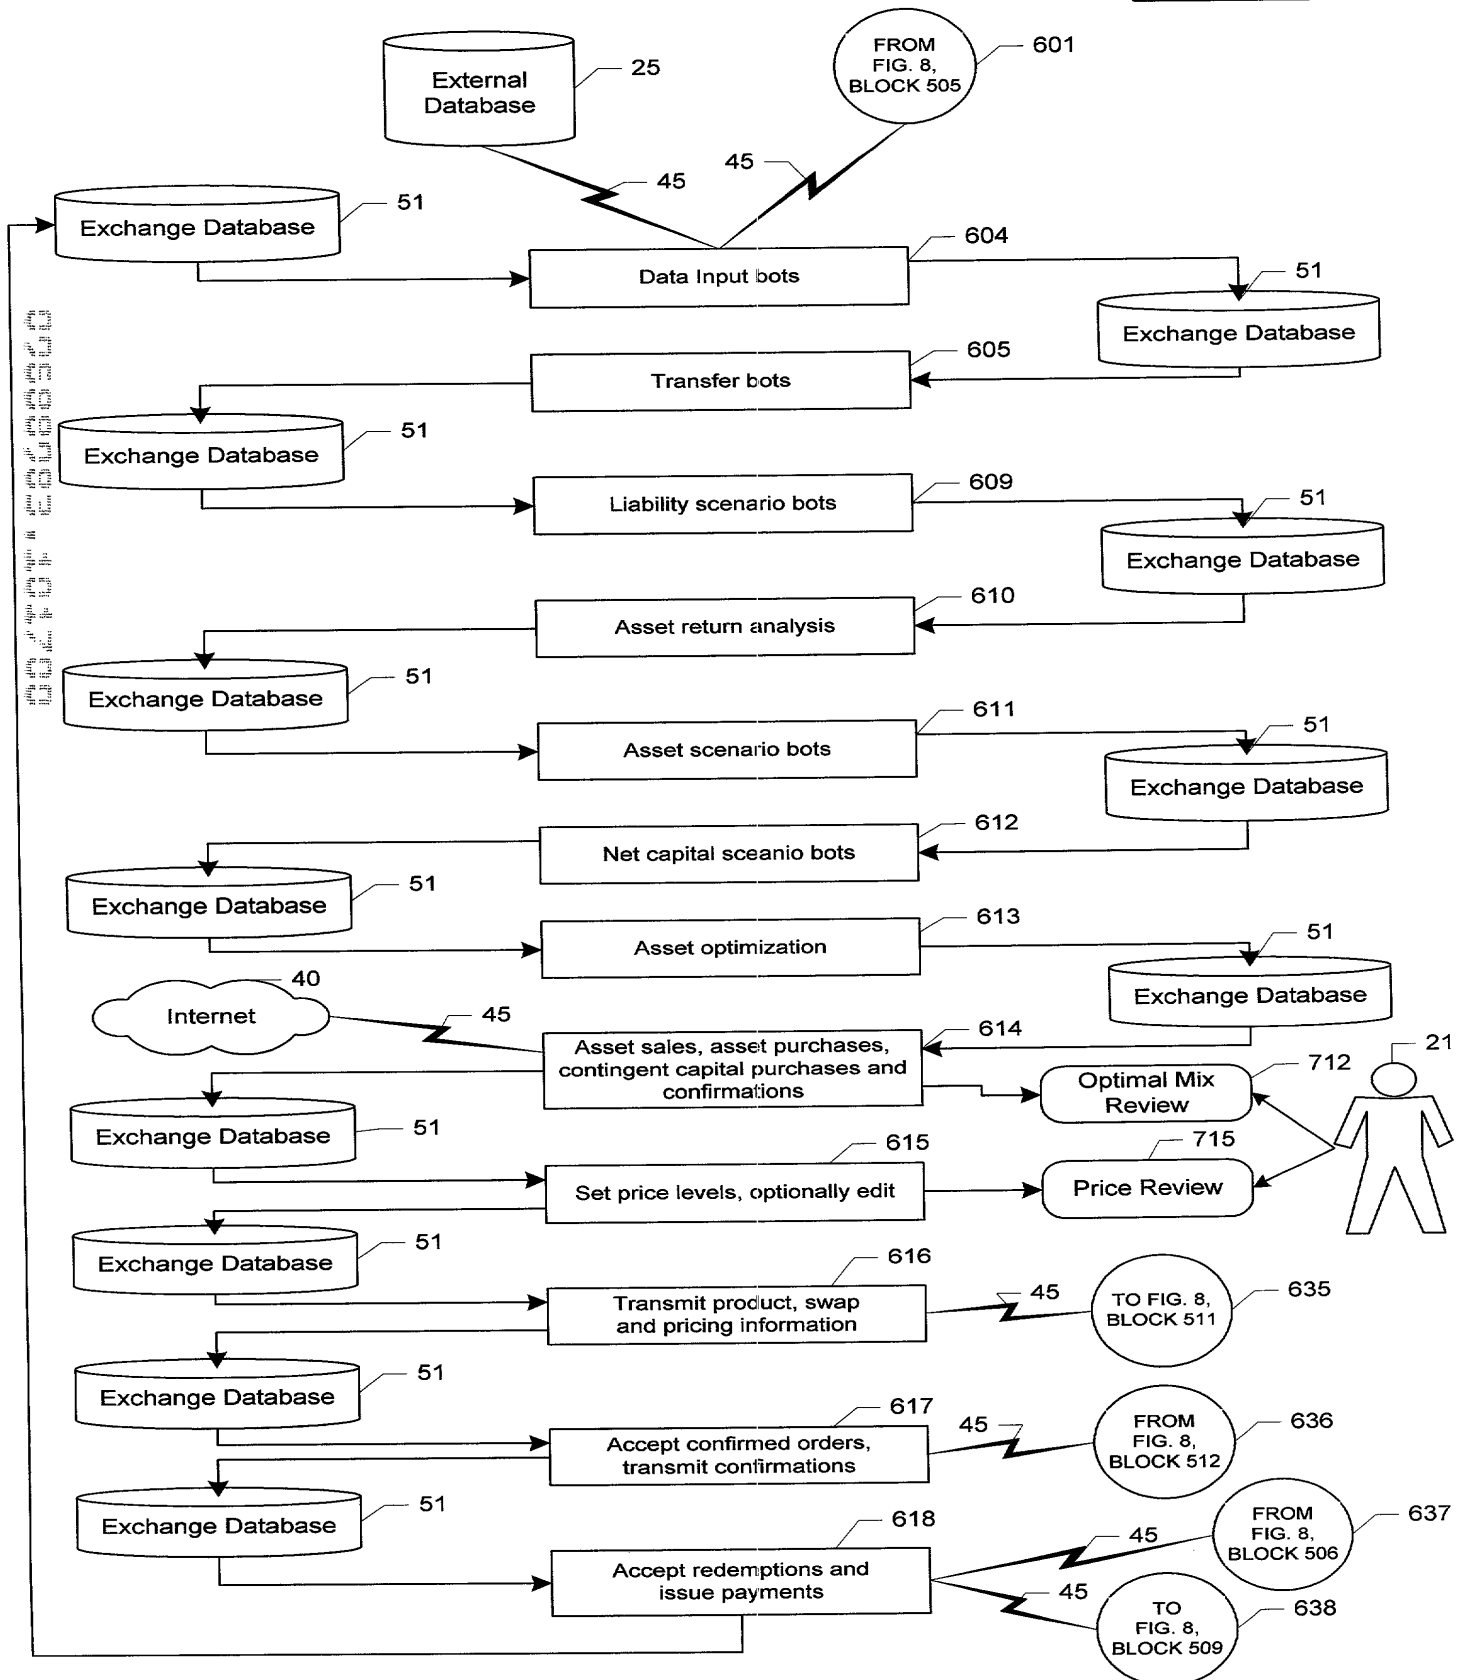 FROM
FIG. 8,
BLOCK 505
601
External
Database
25
45
45
Exchange Database
51
604
Data Input bots
51
Exchange Database
605
Transfer bots
51
Exchange Database
609
Liability scenario bots
51
Exchange Database
610
Asset return analysis
51
Exchange Database
611
Asset scenario bots
51
Exchange Database
612
Net capital sceanio bots
51
Exchange Database
613
Asset optimization
51
Exchange Database
40
Internet
45
614
Asset sales, asset purchases,
contingent capital purchases and
confirmations
712
Optimal Mix
Review
21
51
Exchange Database
615
Set price levels, optionally edit
715
Price Review
51
Exchange Database
616
Transmit product, swap
and pricing information
45
TO FIG. 8,
BLOCK 511
635
51
Exchange Database
617
Accept confirmed orders,
transmit confirmations
45
FROM
FIG. 8,
BLOCK 512
636
51
Exchange Database
618
Accept redemptions and
issue payments
45
FROM
FIG. 8,
BLOCK 506
637
45
TO
FIG. 8,
BLOCK 509
638